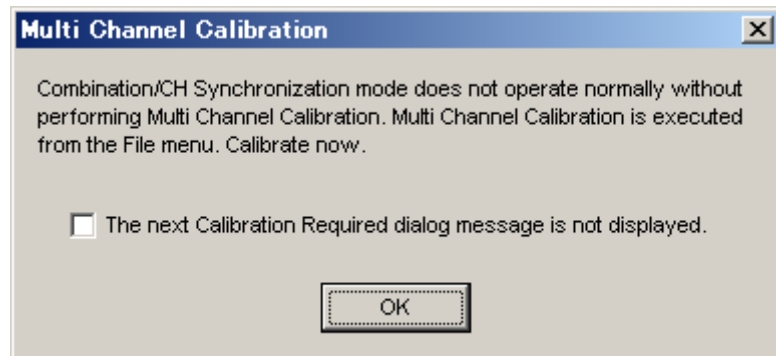 Multi Channel Calibration
Combination/CH Synchronization mode does not operate normally without
performing Multi Channel Calibration. Multi Channel Calibration is executed
from the File menu. Calibrate now.
The next Calibration Required dialog message is not displayed.
OK